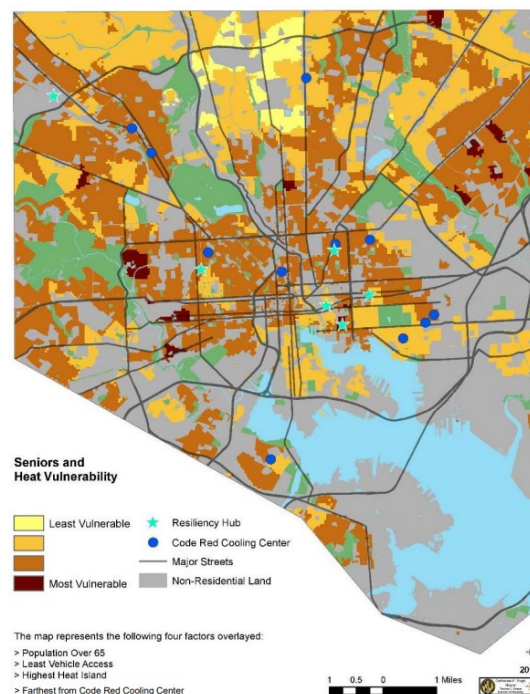 Seniors and
Heat Vulnerability
Least Vulnerable
Most Vulnerable
Resiliency Hub
Code Red Cooling Center
Major Streets
Non-Residential Land
The map represents the following four factors overlayed:
> Population Over 65
> Least Vehicle Access
> Highest Heat Island
> Farthest from Code Red Cooling Center
1 0.5 0 1 Miles
20